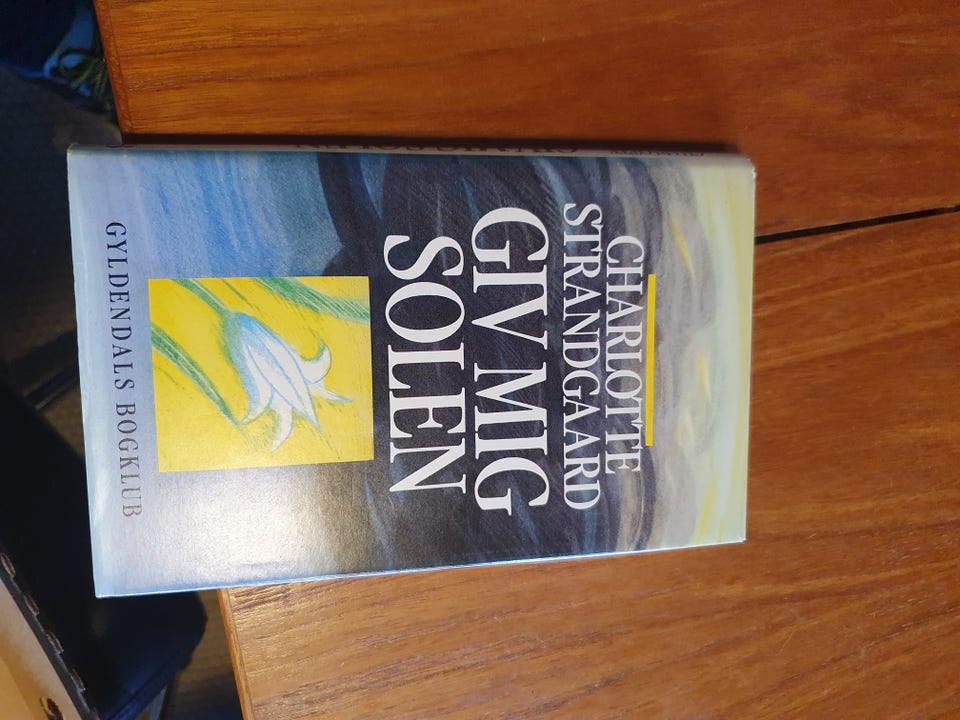 CHARLOTTE
STRANDGAARD
GIV MIG
SOLEN
GYLDENDALS BOGKLUB